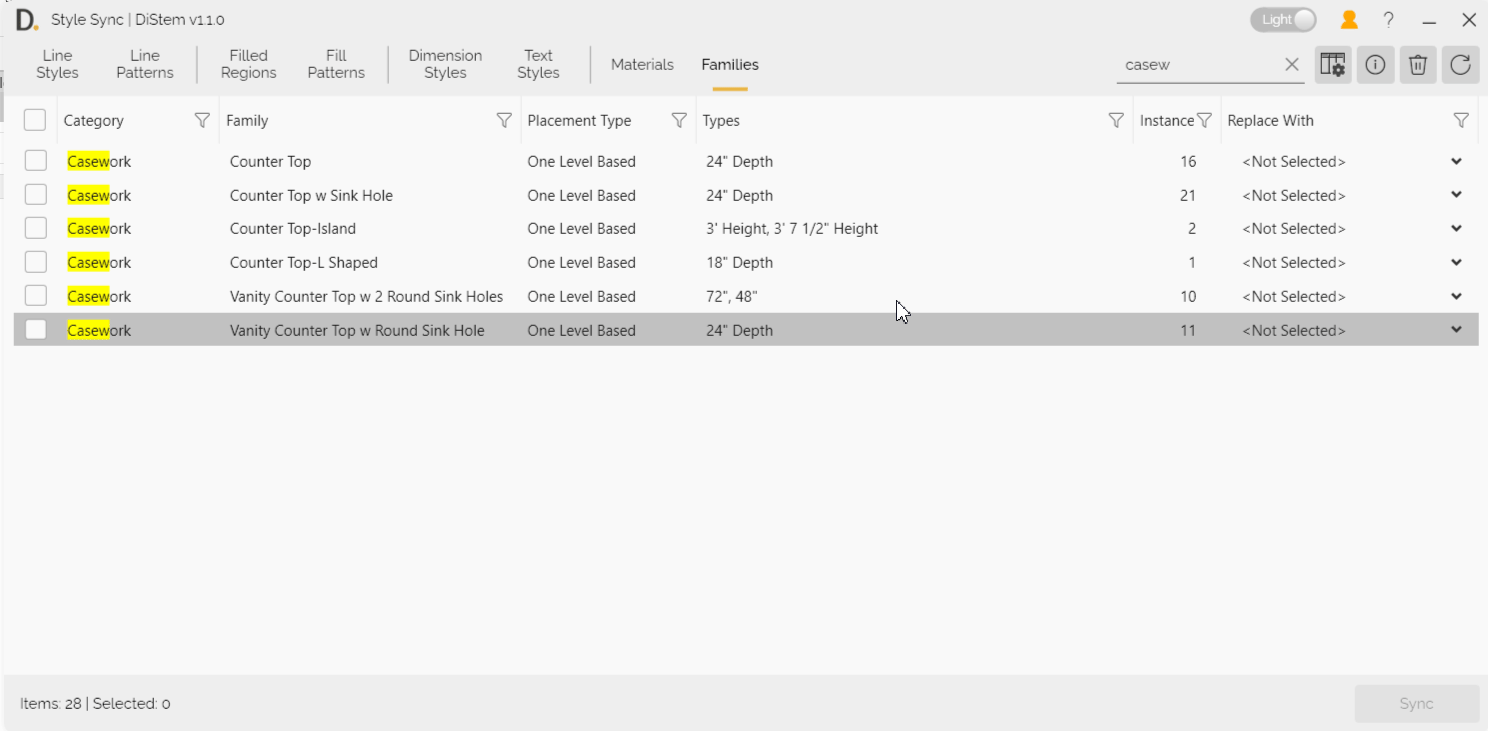 D. Style Sync | DiStem v1.1.0 Light ?
Line Styles Line Patterns Filled Regions Fill Patterns Dimension Styles Text Styles Materials Families casew
Category Family Placement Type Types Instance Replace With
Casework Counter Top One Level Based 24" Depth 16 <Not Selected>
Casework Counter Top w Sink Hole One Level Based 24" Depth 21 <Not Selected>
Casework Counter Top-Island One Level Based 3' Height, 3' 7 1/2" Height 2 <Not Selected>
Casework Counter Top-L Shaped One Level Based 18" Depth 1 <Not Selected>
Casework Vanity Counter Top w 2 Round Sink Holes One Level Based 72", 48" 10 <Not Selected>
Casework Vanity Counter Top w Round Sink Hole One Level Based 24" Depth 11 <Not Selected>
Items: 28 | Selected: 0 Sync